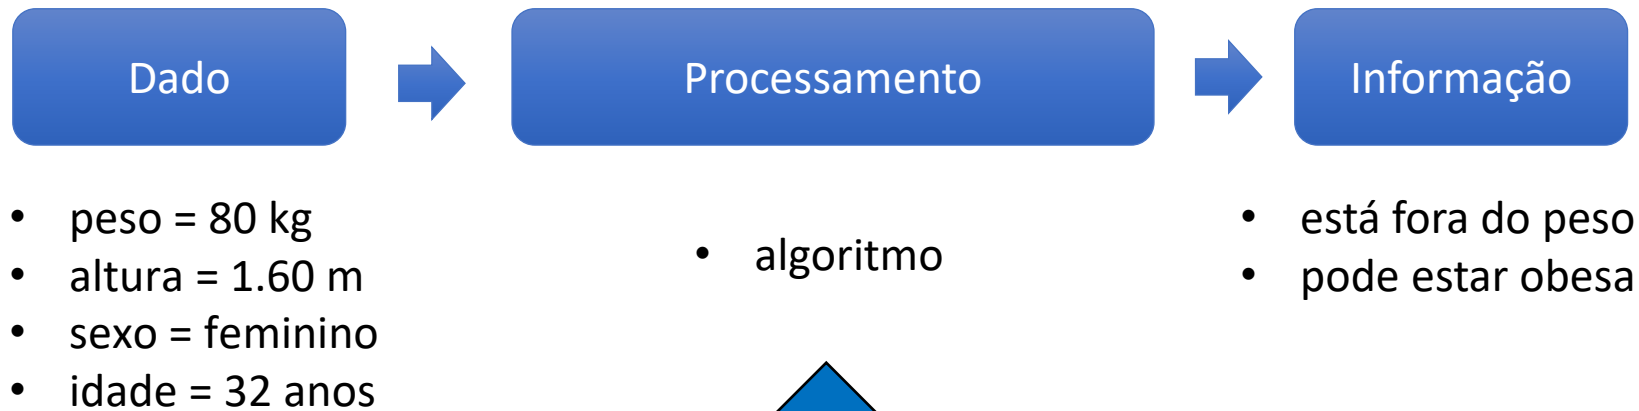 Dado
Processamento
Informação
• peso = 80 kg
• altura = 1.60 m
• sexo = feminino
• idade = 32 anos
• algoritmo
• está fora do peso
• pode estar obesa